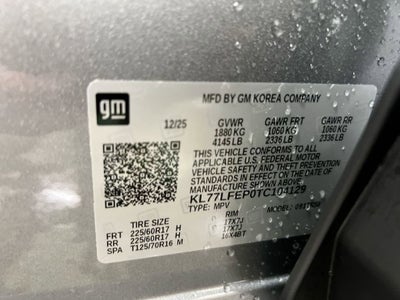 gm
MFD BY GM KOREA COMPANY
12/25 GVWR GAWR FRT GAWR RR
1880 KG 1060 KG 1060 KG
4145 LB 2336 LB 2336 LB
THIS VEHICLE CONFORMS TO ALL
APPLICABLE U.S. FEDERAL MOTOR
VEHICLE SAFETY AND THEFT PREVENTION
STANDARDS IN EFFECT ON THE DATE OF
MANUFACTURE SHOWN ABOVE.
KL77LFEP0TC104129
TYPE: MPV MODEL:
TIRE SIZE RIM
FRT 225/60R17 H 17X7J
RR 225/60R17 H 17X7J
SPA T125/70R16 M 16X4BT